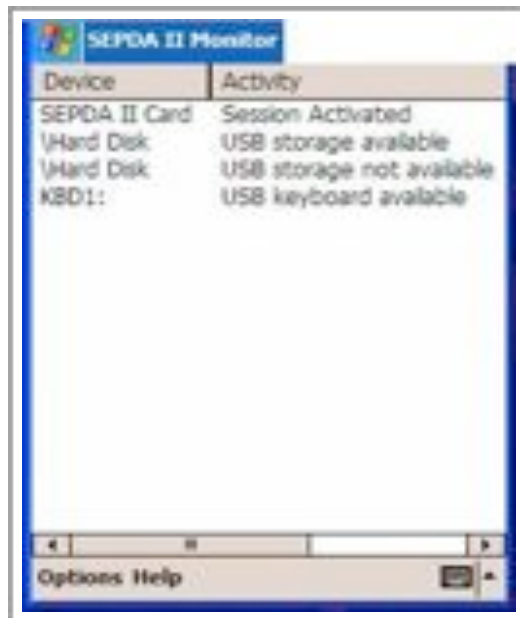 SEPDA II Monitor
Device Activity
SEPDA II Card Session Activated
\Hard Disk USB storage available
\Hard Disk USB storage not available
KBD1: USB keyboard available
Options Help